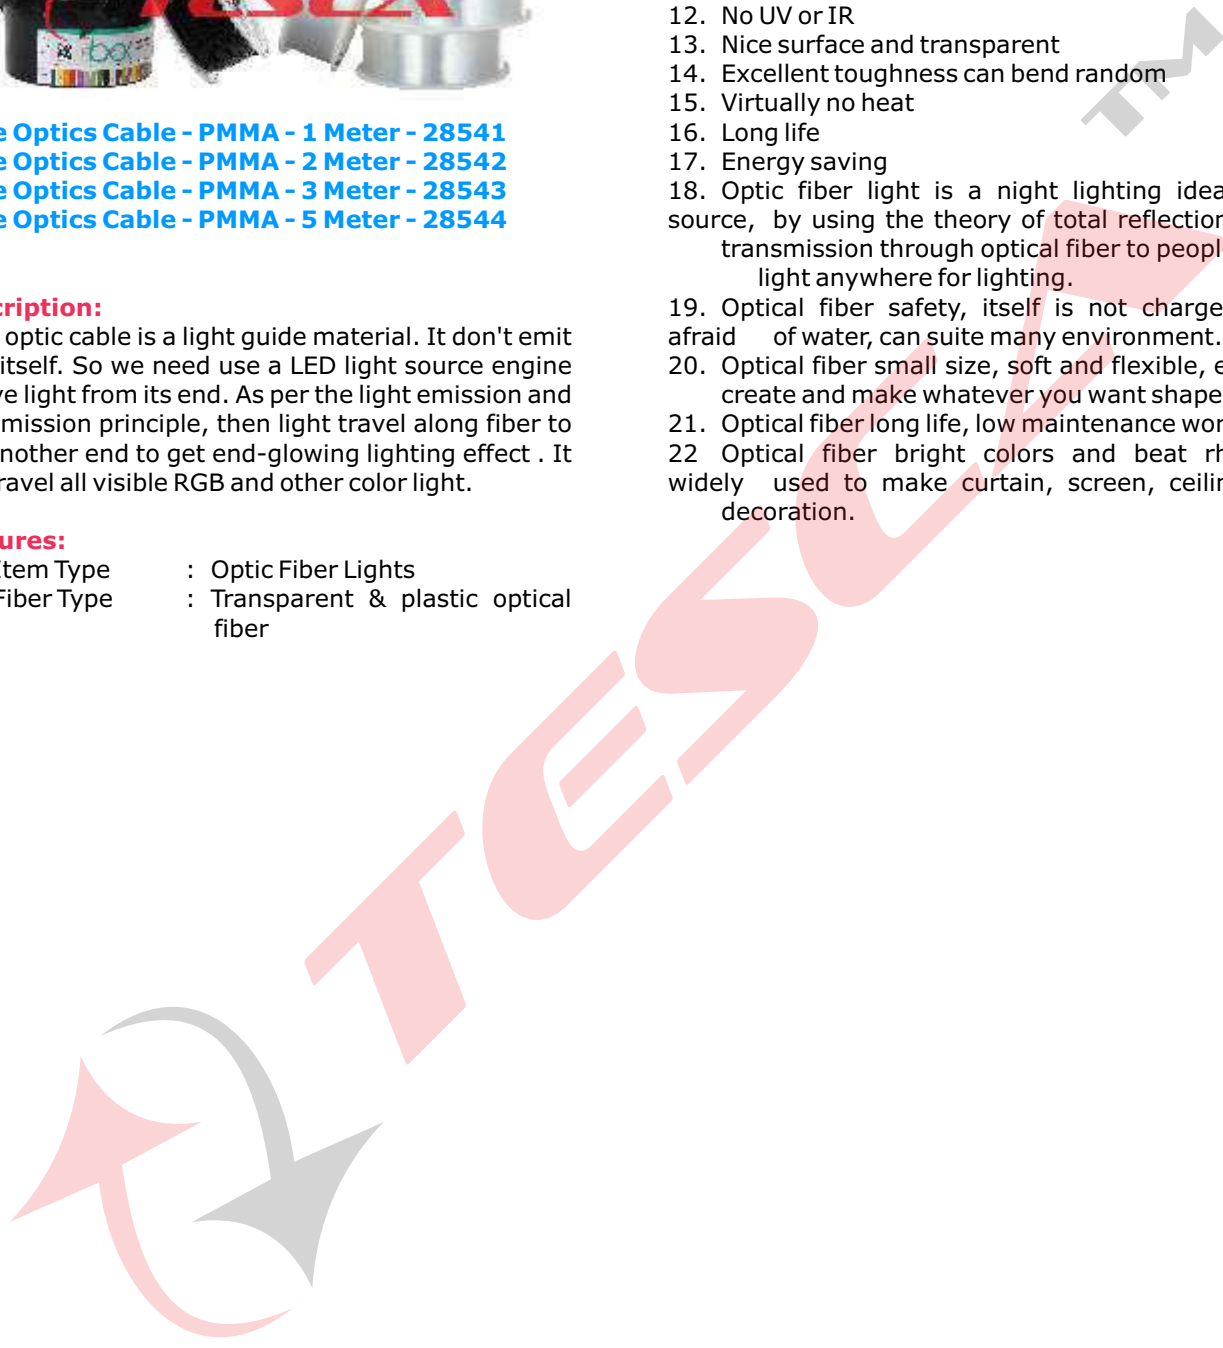 TESCA
e Optics Cable - PMMA - 1 Meter - 28541
e Optics Cable - PMMA - 2 Meter - 28542
e Optics Cable - PMMA - 3 Meter - 28543
e Optics Cable - PMMA - 5 Meter - 28544
cription:
optic cable is a light guide material. It don't emit
itself. So we need use a LED light source engine
ve light from its end. As per the light emission and
mission principle, then light travel along fiber to
nother end to get end-glowing lighting effect . It
ravel all visible RGB and other color light.
ures:
Item Type : Optic Fiber Lights
Fiber Type : Transparent & plastic optical
fiber
12. No UV or IR
13. Nice surface and transparent
14. Excellent toughness can bend random
15. Virtually no heat
16. Long life
17. Energy saving
18. Optic fiber light is a night lighting idea
source, by using the theory of total reflection
transmission through optical fiber to peopl
light anywhere for lighting.
19. Optical fiber safety, itself is not charge
afraid of water, can suite many environment.
20. Optical fiber small size, soft and flexible, e
create and make whatever you want shape
21. Optical fiber long life, low maintenance wor
22 Optical fiber bright colors and beat rh
widely used to make curtain, screen, ceilin
decoration.
TESCA
TM